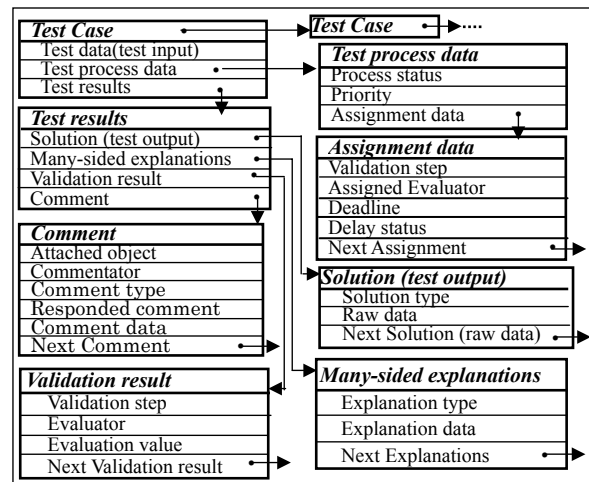 Test Case
Test data(test input)
Test process data
Test results
Test Case
....
Test process data
Process status
Priority
Assignment data
Test results
Solution (test output)
Many-sided explanations
Validation result
Comment
Assignment data
Validation step
Assigned Evaluator
Deadline
Delay status
Next Assignment
Comment
Attached object
Commentator
Comment type
Responded comment
Comment data
Next Comment
Solution (test output)
Solution type
Raw data
Next Solution (raw data)
Validation result
Validation step
Evaluator
Evaluation value
Next Validation result
Many-sided explanations
Explanation type
Explanation data
Next Explanations